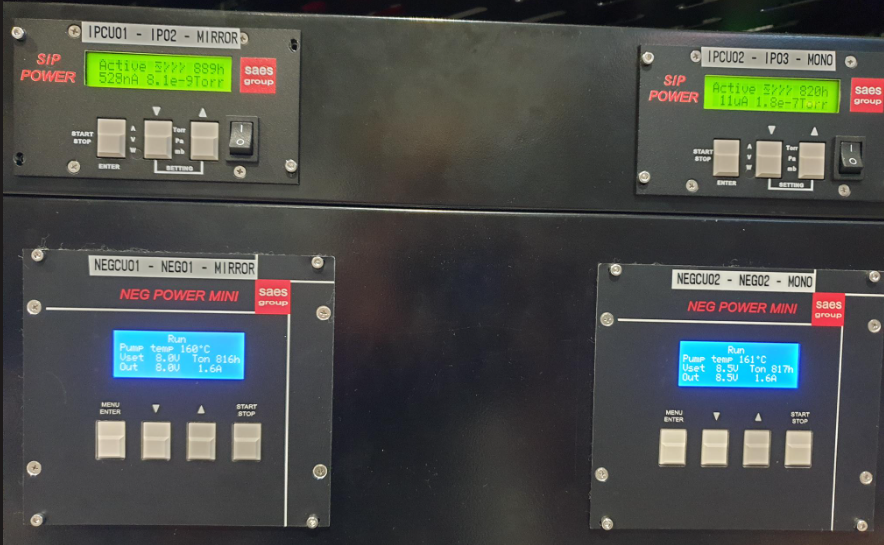 IPCU01 - IP02 - MIRROR
SIP
POWER
Active 889h
528nA 8.1e-9Torr
saes
group
START
STOP
A
V
W
▼
Torr
Pa
mb
▲
I
O
ENTER
SETTING
IPCU02 - IP03 - MONO
SIP
POWER
Active 820h
11uA 1.8e-7Torr
saes
group
START
STOP
A
V
W
▼
Torr
Pa
mb
▲
I
O
ENTER
SETTING
NEGCU01 - NEG01 - MIRROR
NEG POWER MINI
saes
group
Run
Pump temp 160°C
Vset 8.0V Ton 816h
Out 8.0V 1.6A
MENU
ENTER
▼
▲
START
STOP
NEGCU02 - NEG02 - MONO
NEG POWER MINI
saes
group
Run
Pump temp 161°C
Vset 8.5V Ton 817h
Out 8.5V 1.6A
MENU
ENTER
▼
▲
START
STOP